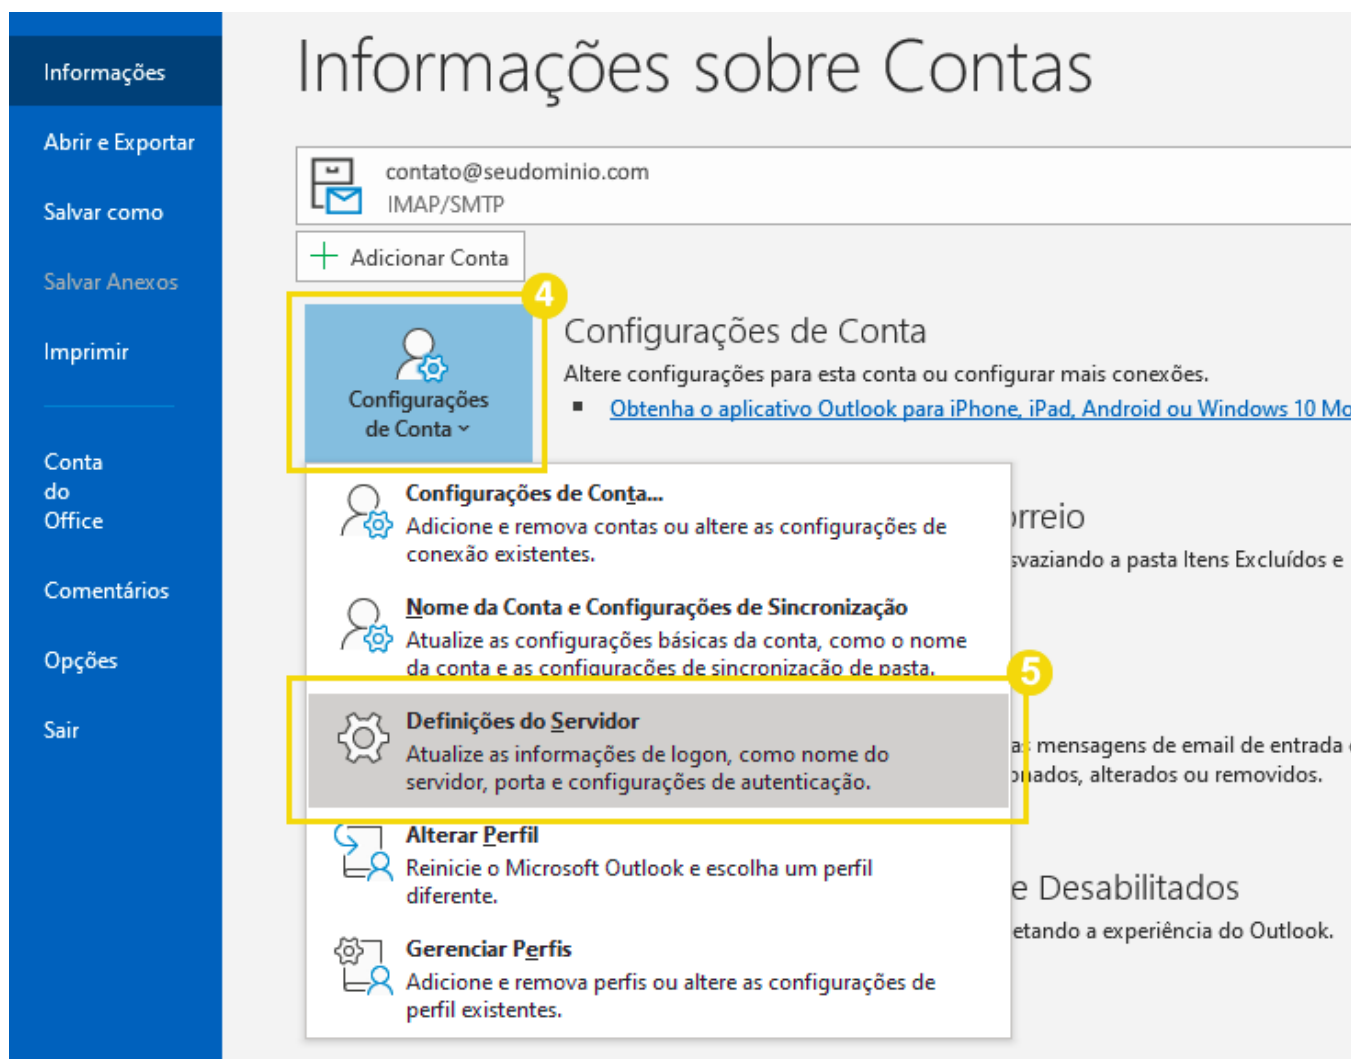 Informações
Abrir e Exportar
Salvar como
Salvar Anexos
Imprimir
Conta
do
Office
Comentários
Opções
Sair
Informações sobre Contas
contato@seudominio.com
IMAP/SMTP
Adicionar Conta
4
Configurações
de Conta
Configurações de Conta
Altere configurações para esta conta ou configurar mais conexões.
Obtenha o aplicativo Outlook para iPhone, iPad, Android ou Windows 10 Mo
Configurações de Conta...
Adicione e remova contas ou altere as configurações de
conexão existentes.
Nome da Conta e Configurações de Sincronização
Atualize as configurações básicas da conta, como o nome
da conta e as configurações de sincronização de pasta.
5
Definições do Servidor
Atualize as informações de logon, como nome do
servidor, porta e configurações de autenticação.
Alterar Perfil
Reinicie o Microsoft Outlook e escolha um perfil
diferente.
Gerenciar Perfis
Adicione e remova perfis ou altere as configurações de
perfil existentes.
rreio
svaziando a pasta Itens Excluídos e
as mensagens de email de entrada
onados, alterados ou removidos.
e Desabilitados
etando a experiência do Outlook.